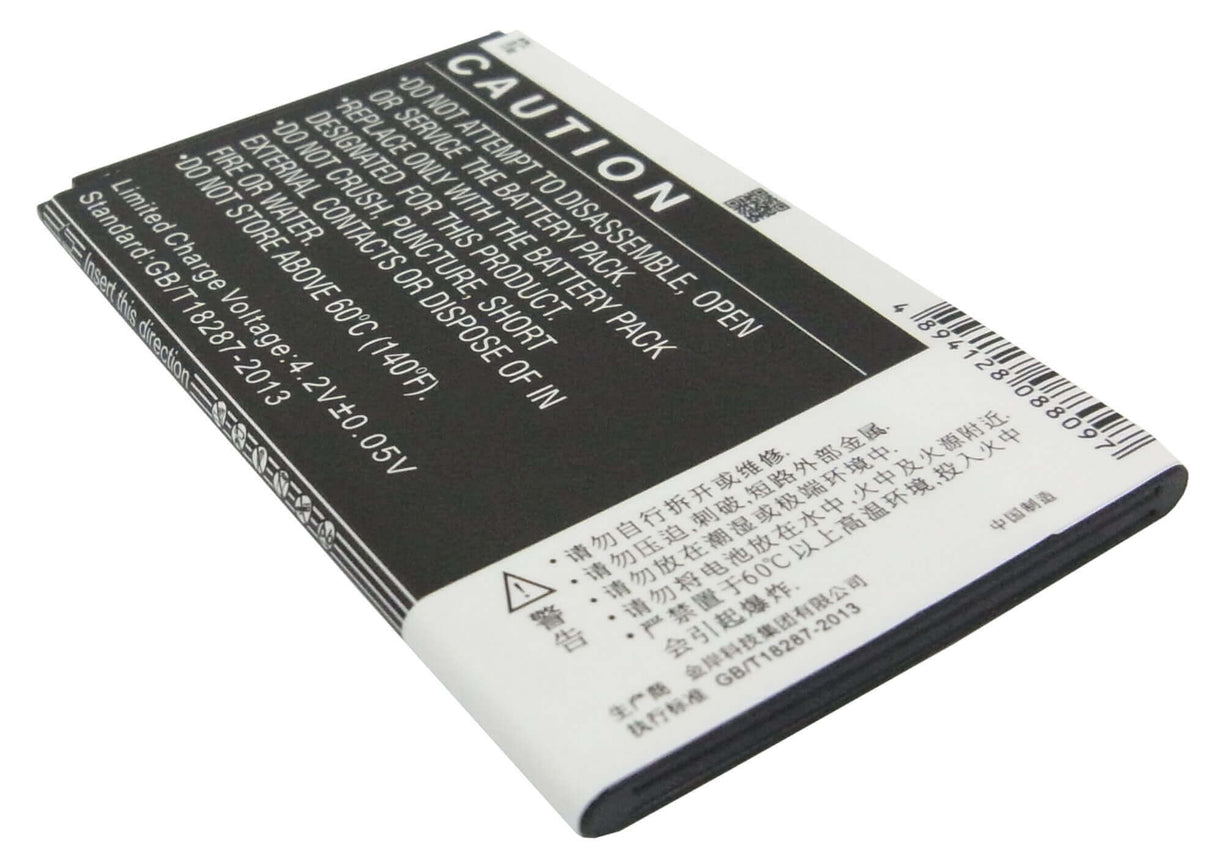 CAUTION
·DO NOT ATTEMPT TO DISASSEMBLE, OPEN
OR SERVICE THE BATTERY PACK.
·REPLACE ONLY WITH THE BATTERY PACK
DESIGNATED FOR THIS PRODUCT.
·DO NOT CRUSH, PUNCTURE, SHORT
EXTERNAL CONTACTS OR DISPOSE OF IN
FIRE OR WATER.
·DO NOT STORE ABOVE 60°C (140°F).
Limited Charge Voltage:4.2V±0.05V
Standard:GB/T18287-2013
Insert this direction
4 894128 088097
警告
·请勿自行拆开或维修.
·请勿压迫,刺破,短路外部金属.
·请勿放在潮湿或极端环境中.
·请勿将电池放在水中,火中及火源附近.
·严禁置于60℃以上高温环境,投入火中
会引起爆炸.
生产商 金岸科技集团有限公司
执行标准 GB/T18287-2013
中国制造